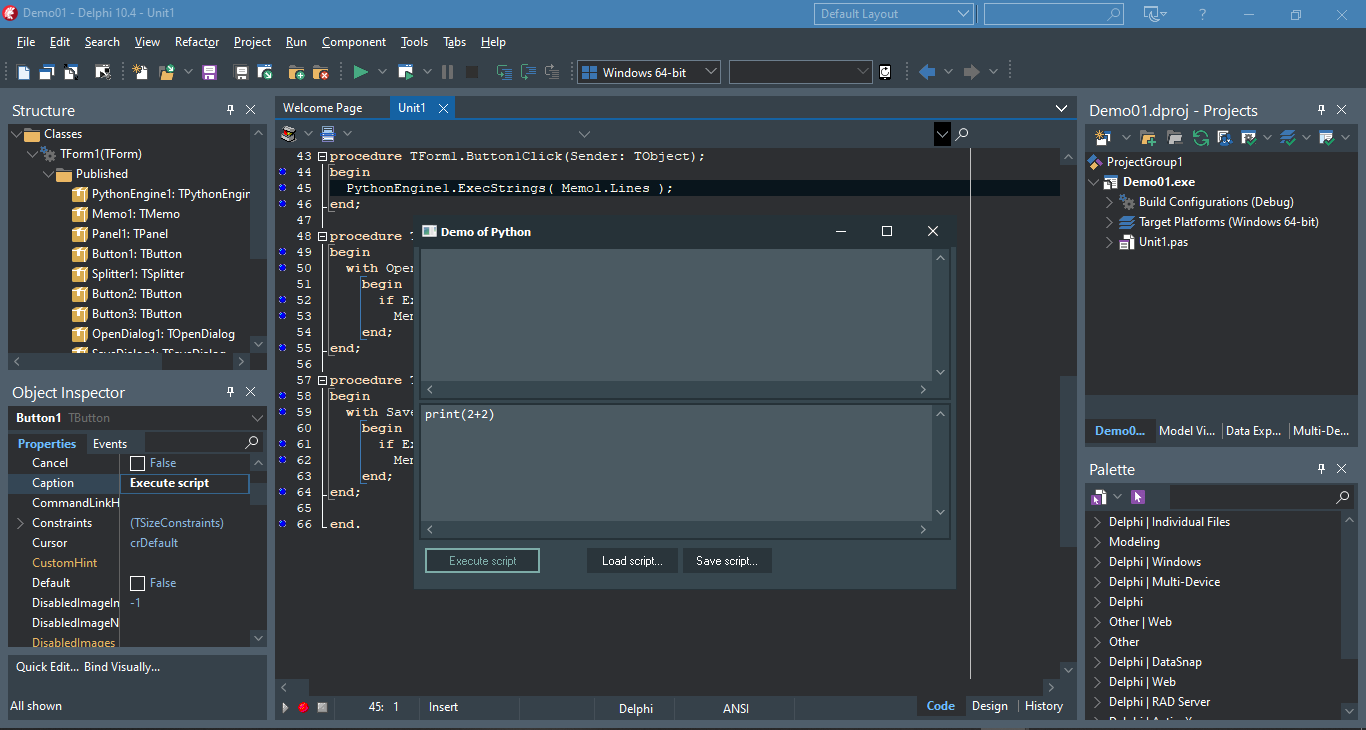 Demo01 - Delphi 10.4 - Unit1
Default Layout
?
File Edit Search View Refactor Project Run Component Tools Tabs Help
Windows 64-bit
Structure
Classes
TForm1(TForm)
Published
PythonEngine1: TPythonEngin
Memo1: TMemo
Panel1: TPanel
Button1: TButton
Splitter1: TSplitter
Button2: TButton
Button3: TButton
OpenDialog1: TOpenDialog
SaveDialog1: TSaveDialog
Object Inspector
Button1 TButton
Properties Events
Cancel False
Caption Execute script
CommandLinkH
Constraints (TSizeConstraints)
Cursor crDefault
CustomHint
Default False
DisabledImageIn -1
DisabledImageN
DisabledImages
Quick Edit... Bind Visually...
All shown
Welcome Page Unit1
43 procedure TForm1.Button1Click(Sender: TObject);
44 begin
45 PythonEngine1.ExecStrings( Memo1.Lines );
46 end;
47
48 procedure T
49 begin
50 with Oper
51 begin
52 if Ex
53 Mem
54 end;
55 end;
56
57 procedure T
58 begin
59 with Save
60 begin
61 if Ex
62 Mem
63 end;
64 end;
65
66 end.
Demo of Python
print(2+2)
Execute script Load script... Save script...
45: 1 Insert Delphi ANSI Code Design History
Demo01.dproj - Projects
ProjectGroup1
Demo01.exe
Build Configurations (Debug)
Target Platforms (Windows 64-bit)
Unit1.pas
Demo0... Model Vi... Data Exp... Multi-De...
Palette
Delphi | Individual Files
Modeling
Delphi | Windows
Delphi | Multi-Device
Delphi
Other | Web
Other
Delphi | DataSnap
Delphi | Web
Delphi | RAD Server